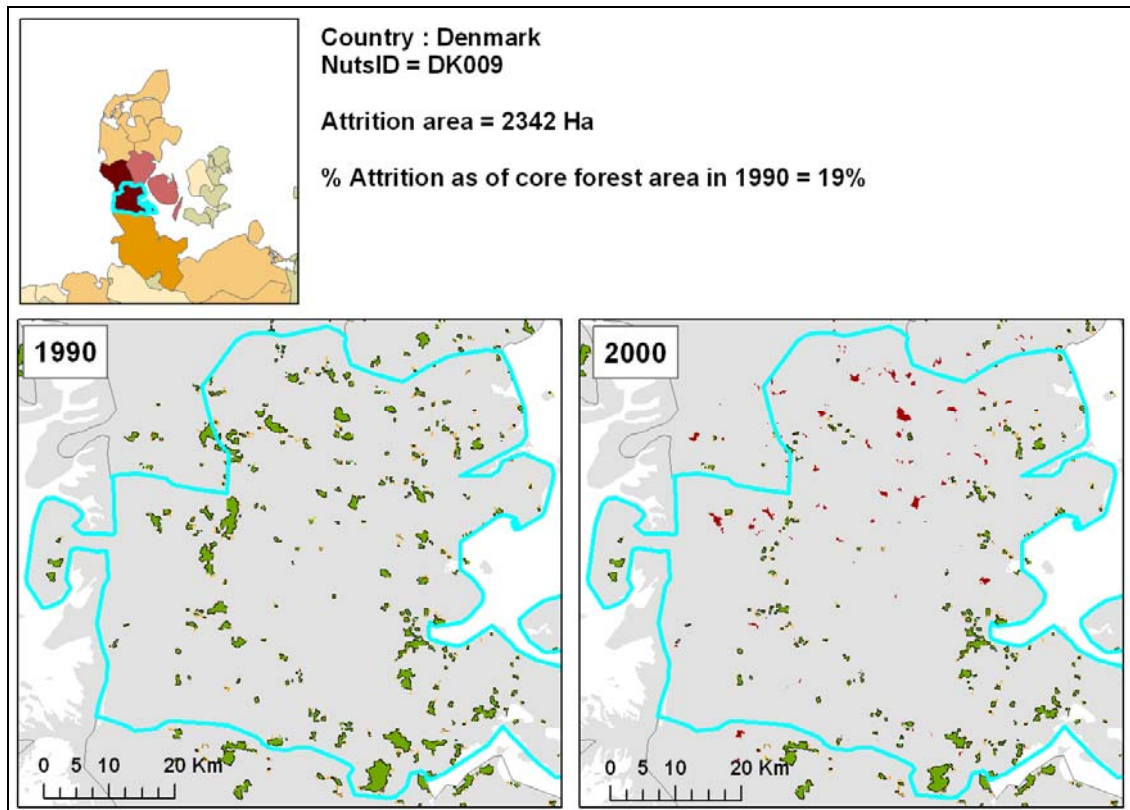 Country : Denmark
NutsID = DK009
Attrition area = 2342 Ha
% Attrition as of core forest area in 1990 = 19%
1990
2000
0 5 10 20 Km
0 5 10 20 Km